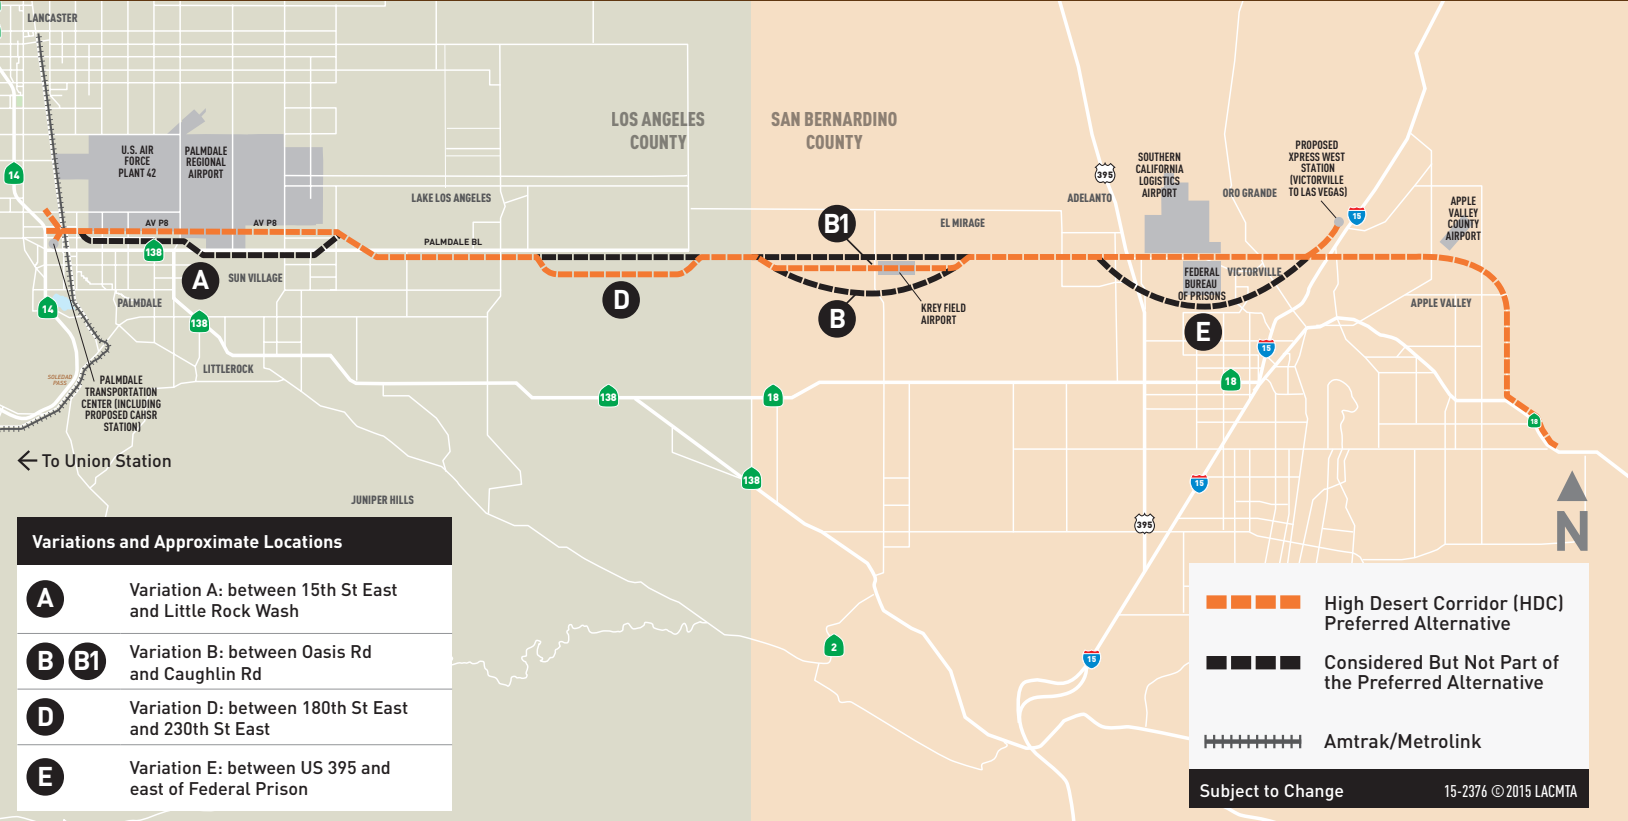 LANCASTER
LOS ANGELES
COUNTY
SAN BERNARDINO
COUNTY
14
U.S. AIR
FORCE
PLANT 42
PALMDALE
REGIONAL
AIRPORT
LAKE LOS ANGELES
AV P8
AV P8
PALMDALE BL
138
A
SUN VILLAGE
PALMDALE
14
138
LITTLEROCK
SOLEDAD
PASS
PALMDALE
TRANSPORTATION
CENTER (INCLUDING
PROPOSED CAHSR
STATION)
To Union Station
JUNIPER HILLS
D
138
138
B1
B
EL MIRAGE
KREY FIELD
AIRPORT
18
2
395
ADELANTO
SOUTHERN
CALIFORNIA
LOGISTICS
AIRPORT
ORO GRANDE
PROPOSED
XPRESS WEST
STATION
(VICTORVILLE
TO LAS VEGAS)
15
APPLE
VALLEY
COUNTY
AIRPORT
FEDERAL
BUREAU
OF PRISONS
VICTORVILLE
APPLE VALLEY
E
15
18
18
15
395
15
N
Variations and Approximate Locations
A
Variation A: between 15th St East
and Little Rock Wash
B B1
Variation B: between Oasis Rd
and Caughlin Rd
D
Variation D: between 180th St East
and 230th St East
E
Variation E: between US 395 and
east of Federal Prison
High Desert Corridor (HDC)
Preferred Alternative
Considered But Not Part of
the Preferred Alternative
Amtrak/Metrolink
Subject to Change
15-2376 © 2015 LACMTA